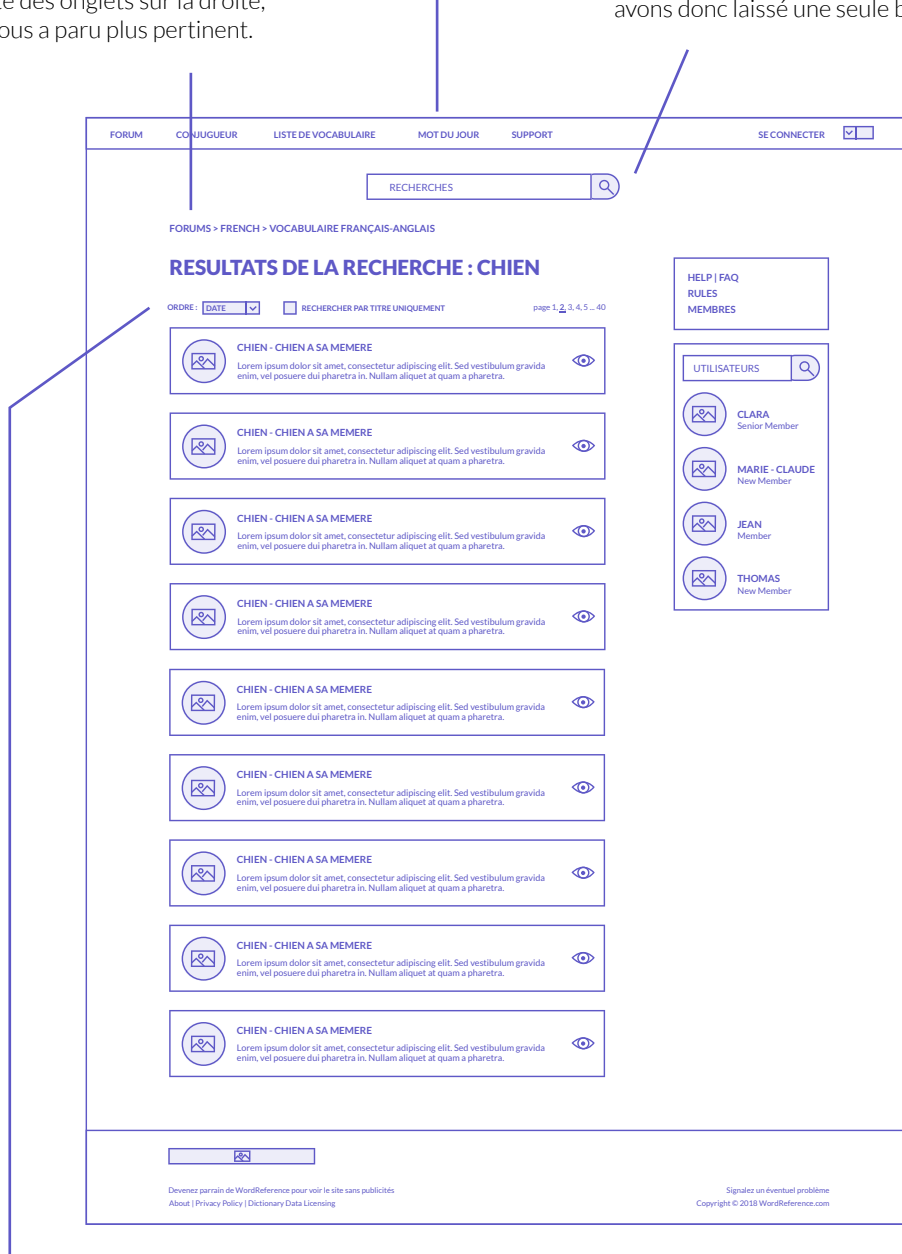 té des onglets sur la droite,
ous a paru plus pertinent.
avons donc laissé une seule b
FORUM CONJUGUEUR LISTE DE VOCABULAIRE MOT DU JOUR SUPPORT SE CONNECTER
RECHERCHES
FORUMS > FRENCH > VOCABULAIRE FRANÇAIS-ANGLAIS
RESULTATS DE LA RECHERCHE : CHIEN
ORDRE : DATE RECHERCHER PAR TITRE UNIQUEMENT page 1, 2, 3, 4, 5 ... 40
CHIEN - CHIEN A SA MEMERE
Lorem ipsum dolor sit amet, consectetur adipiscing elit. Sed vestibulum gravida
enim, vel posuere dui pharetra in. Nullam aliquet at quam a pharetra.
CHIEN - CHIEN A SA MEMERE
Lorem ipsum dolor sit amet, consectetur adipiscing elit. Sed vestibulum gravida
enim, vel posuere dui pharetra in. Nullam aliquet at quam a pharetra.
CHIEN - CHIEN A SA MEMERE
Lorem ipsum dolor sit amet, consectetur adipiscing elit. Sed vestibulum gravida
enim, vel posuere dui pharetra in. Nullam aliquet at quam a pharetra.
CHIEN - CHIEN A SA MEMERE
Lorem ipsum dolor sit amet, consectetur adipiscing elit. Sed vestibulum gravida
enim, vel posuere dui pharetra in. Nullam aliquet at quam a pharetra.
CHIEN - CHIEN A SA MEMERE
Lorem ipsum dolor sit amet, consectetur adipiscing elit. Sed vestibulum gravida
enim, vel posuere dui pharetra in. Nullam aliquet at quam a pharetra.
CHIEN - CHIEN A SA MEMERE
Lorem ipsum dolor sit amet, consectetur adipiscing elit. Sed vestibulum gravida
enim, vel posuere dui pharetra in. Nullam aliquet at quam a pharetra.
CHIEN - CHIEN A SA MEMERE
Lorem ipsum dolor sit amet, consectetur adipiscing elit. Sed vestibulum gravida
enim, vel posuere dui pharetra in. Nullam aliquet at quam a pharetra.
CHIEN - CHIEN A SA MEMERE
Lorem ipsum dolor sit amet, consectetur adipiscing elit. Sed vestibulum gravida
enim, vel posuere dui pharetra in. Nullam aliquet at quam a pharetra.
CHIEN - CHIEN A SA MEMERE
Lorem ipsum dolor sit amet, consectetur adipiscing elit. Sed vestibulum gravida
enim, vel posuere dui pharetra in. Nullam aliquet at quam a pharetra.
HELP | FAQ
RULES
MEMBRES
UTILISATEURS
CLARA
Senior Member
MARIE - CLAUDE
New Member
JEAN
Member
THOMAS
New Member
Devenez parrain de WordReference pour voir le site sans publicités
About | Privacy Policy | Dictionary Data Licensing
Signalez un éventuel problème
Copyright © 2018 WordReference.com